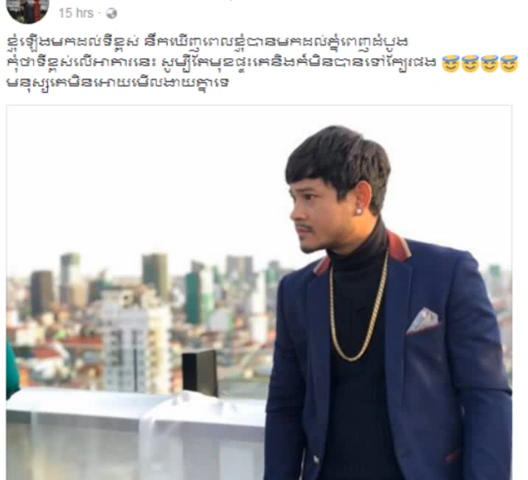 15 hrs ·
ខ្ញុំឡើងមកដល់ទីខ្ពស់ នឹកឃើញពេលខ្ញុំបានមកដល់ភ្នំពេញដំបូង
កុំថាទីខ្ពស់លើអាគារនេះ សូម្បីតែមុខផ្ទះគេនិងក៏មិនបានទៅក្បែរផង 😇😇😇😇
មនុស្សគេមិនអោយមើលងាយគ្នាទេ